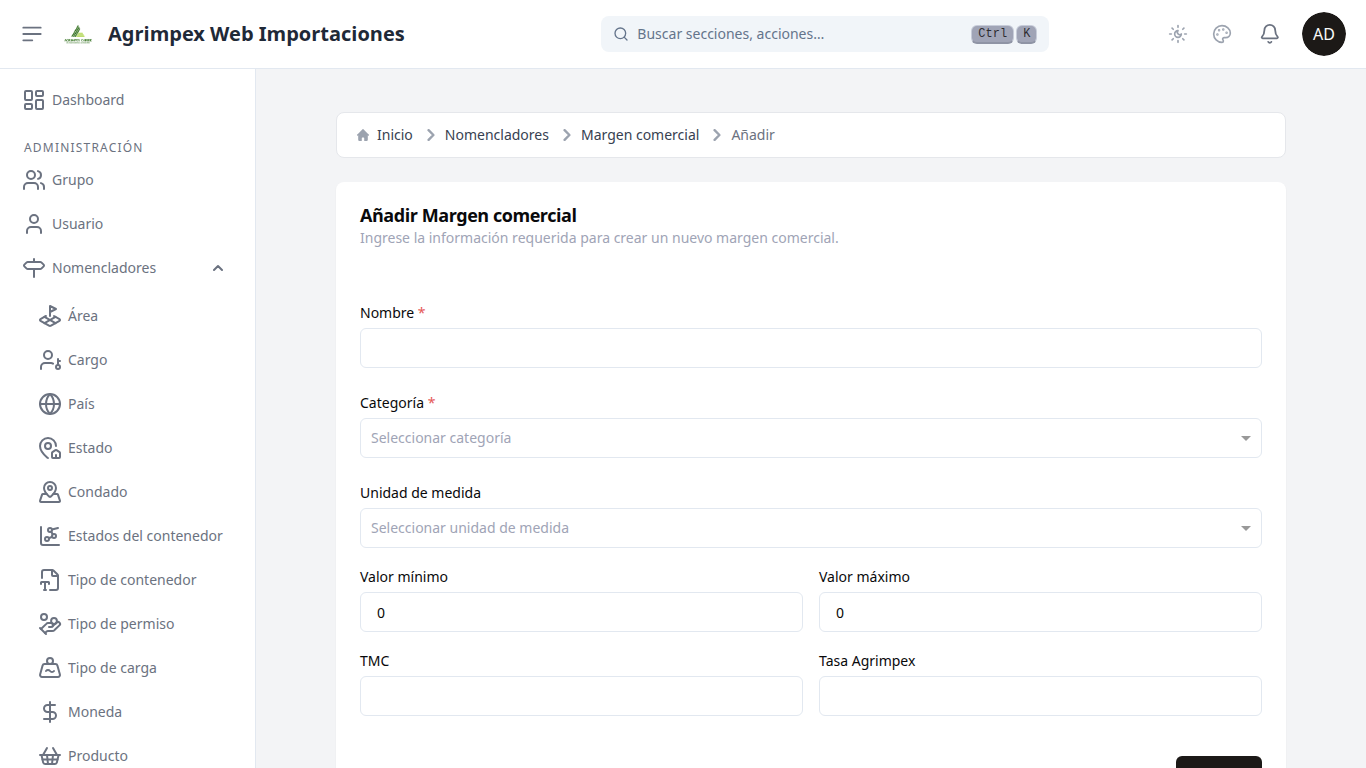 Agrimpex Web Importaciones
Buscar secciones, acciones...
Ctrl K
AD
Dashboard
ADMINISTRACIÓN
Grupo
Usuario
Nomencladores
Área
Cargo
País
Estado
Condado
Estados del contenedor
Tipo de contenedor
Tipo de permiso
Tipo de carga
Moneda
Producto
Inicio
Nomencladores
Margen comercial
Añadir
Añadir Margen comercial
Ingrese la información requerida para crear un nuevo margen comercial.
Nombre *
Categoría *
Seleccionar categoría
Unidad de medida
Seleccionar unidad de medida
Valor mínimo
Valor máximo
0
0
TMC
Tasa Agrimpex